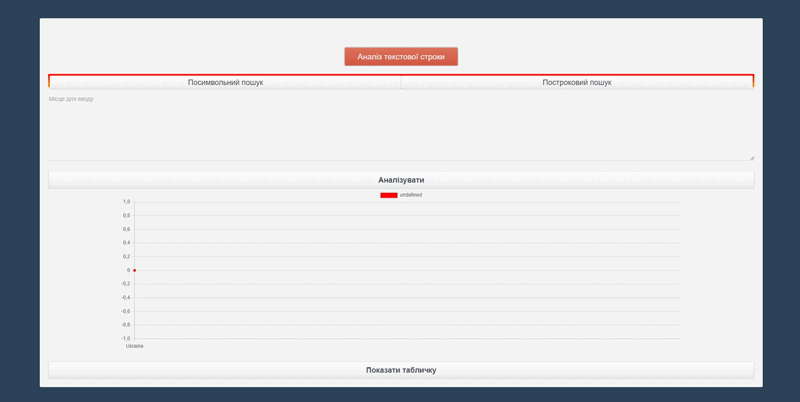 Аналіз текстової строки
Посимвольний пошук Построковий пошук
Місце для вводу
Аналізувати
undefined
1,0
0,8
0,6
0,4
0,2
0
-0,2
-0,4
-0,6
-0,8
-1,0
Ukraine
Показати табличку